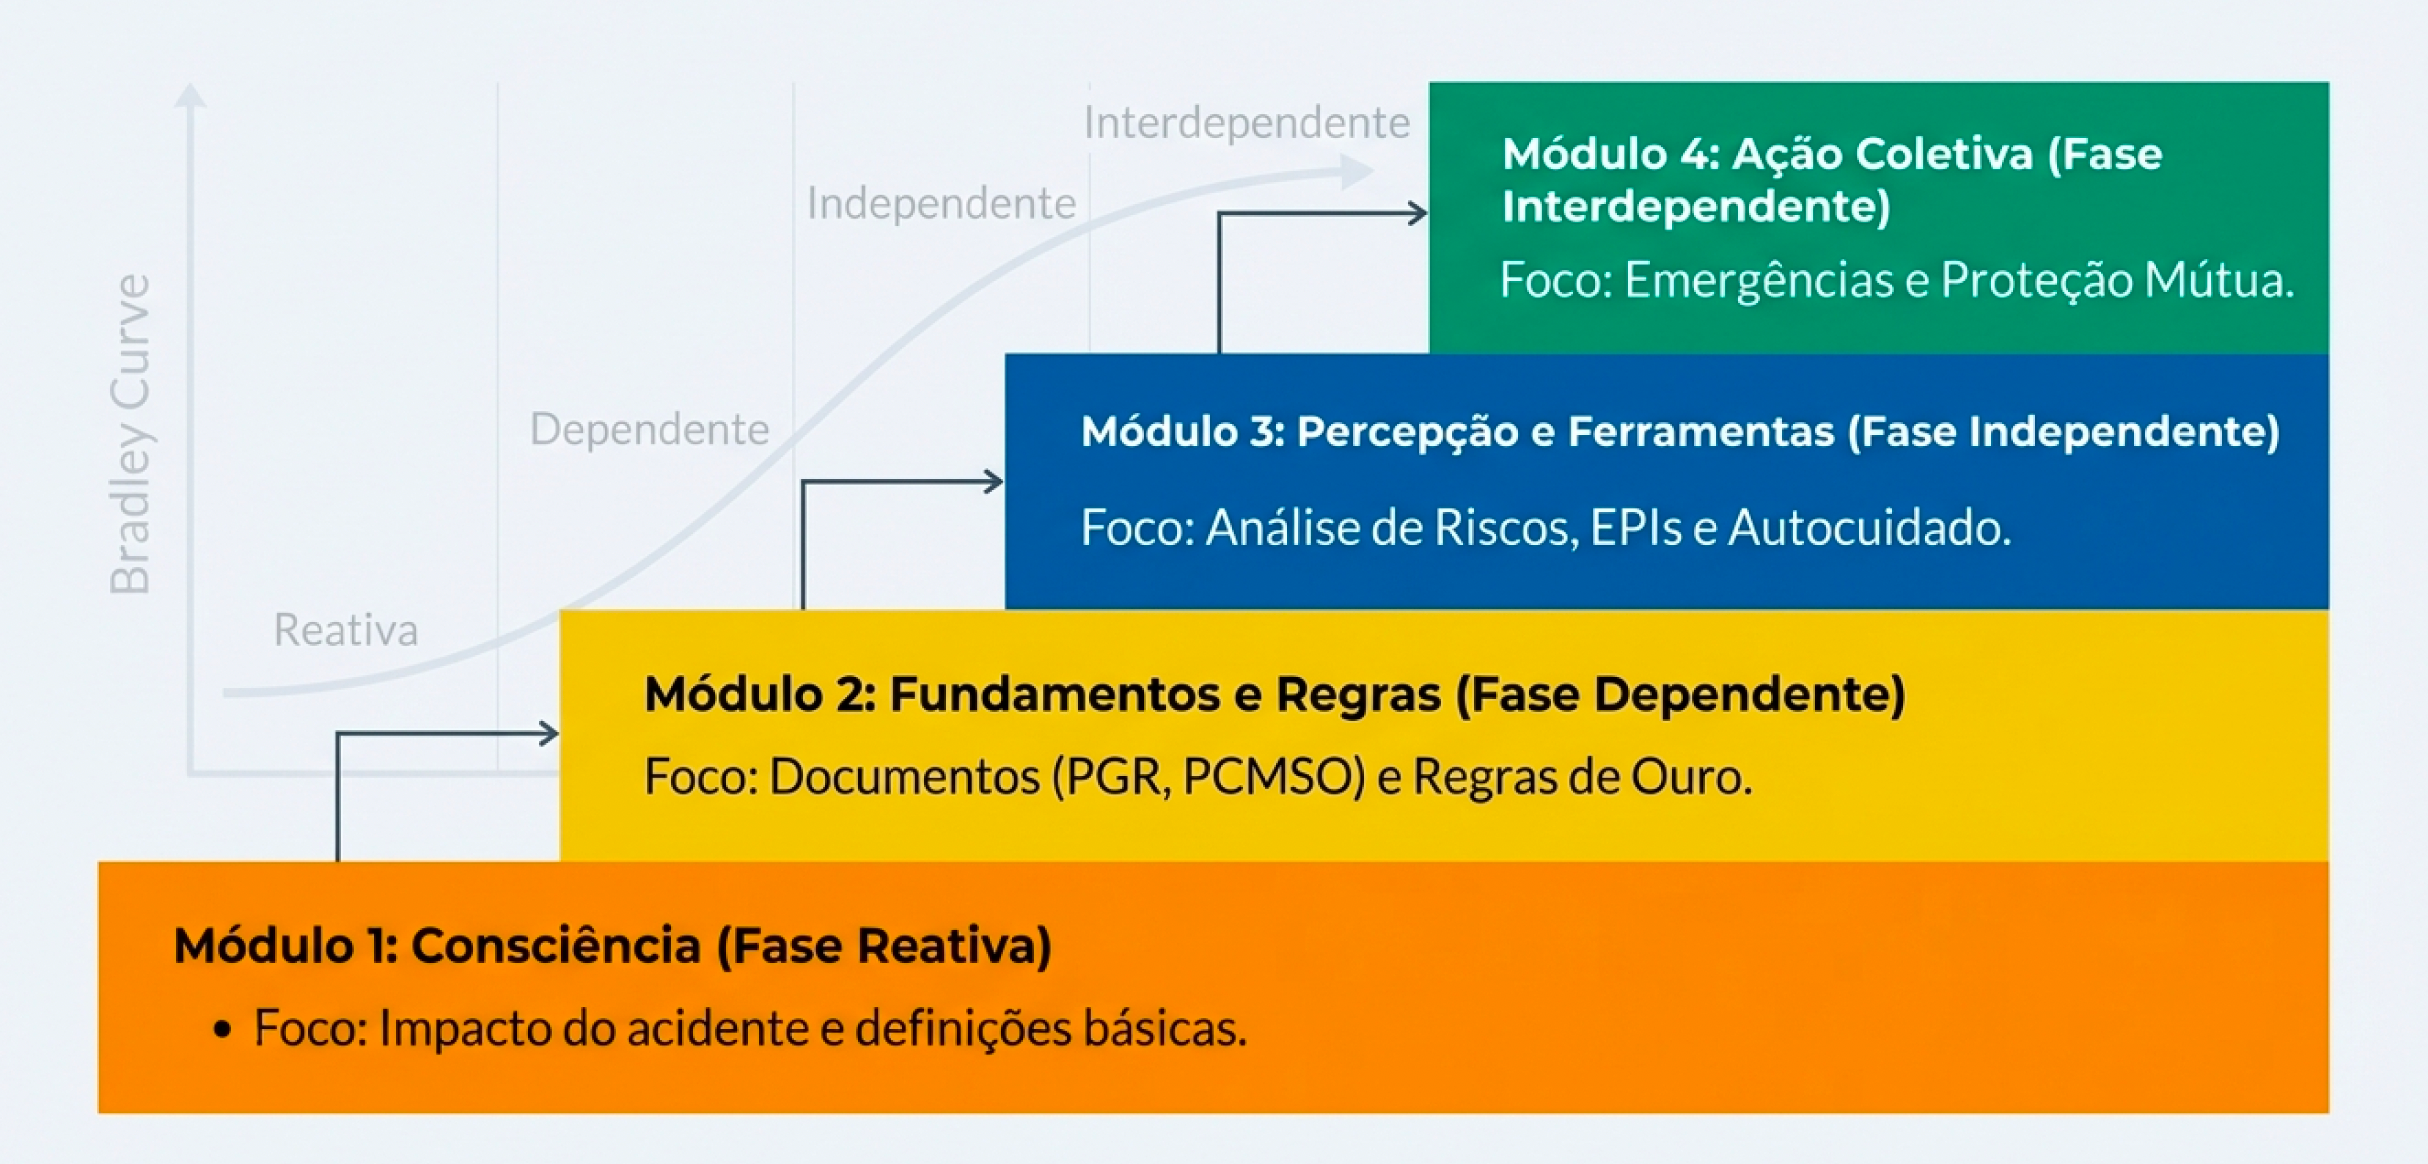 Bradley Curve
Reativa
Dependente
Independente
Interdependente
Módulo 4: Ação Coletiva (Fase
Interdependente)
Foco: Emergências e Proteção Mútua.
Módulo 3: Percepção e Ferramentas (Fase Independente)
Foco: Análise de Riscos, EPIs e Autocuidado.
Módulo 2: Fundamentos e Regras (Fase Dependente)
Foco: Documentos (PGR, PCMSO) e Regras de Ouro.
Módulo 1: Consciência (Fase Reativa)
• Foco: Impacto do acidente e definições básicas.